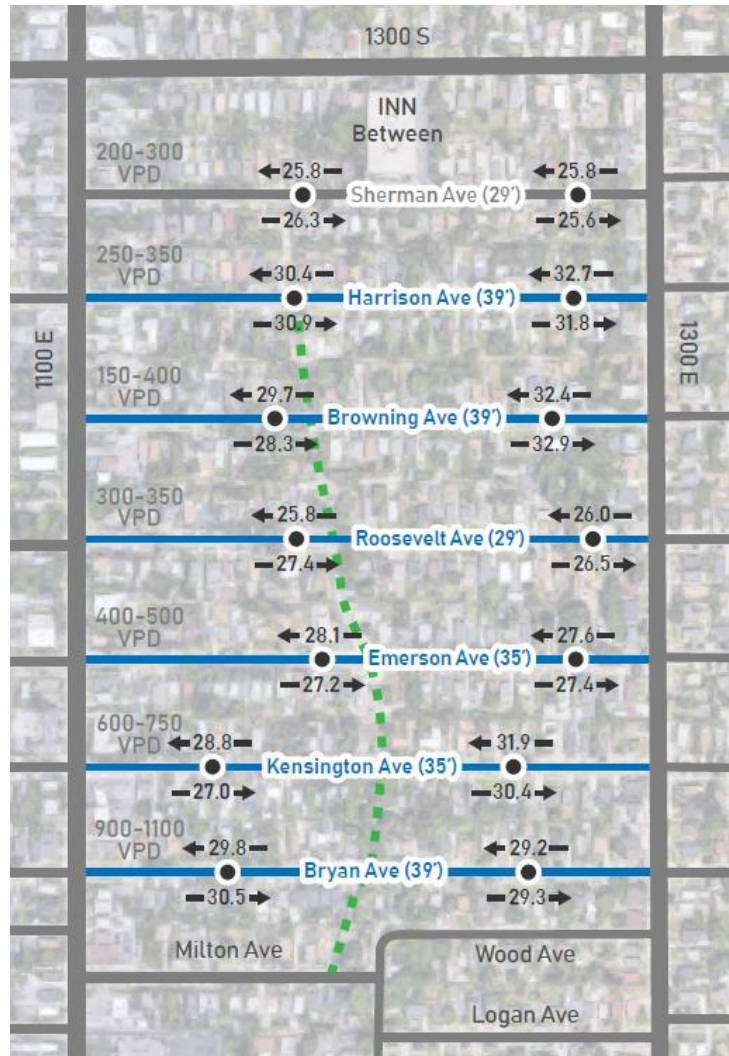 1300 S
INN
Between
200-300
VPD
25.8
25.8
Sherman Ave (29')
26.3
25.6
250-350
VPD
30.4
32.7
Harrison Ave (39')
30.9
31.8
1100 E
1300 E
150-400
VPD
29.7
32.4
Browning Ave (39')
28.3
32.9
300-350
VPD
25.8
26.0
Roosevelt Ave (29')
27.4
26.5
400-500
VPD
28.1
27.6
Emerson Ave (35')
27.2
27.4
600-750
VPD
28.8
31.9
Kensington Ave (35')
27.0
30.4
900-1100
VPD
29.8
29.2
Bryan Ave (39')
30.5
29.3
Milton Ave
Wood Ave
Logan Ave